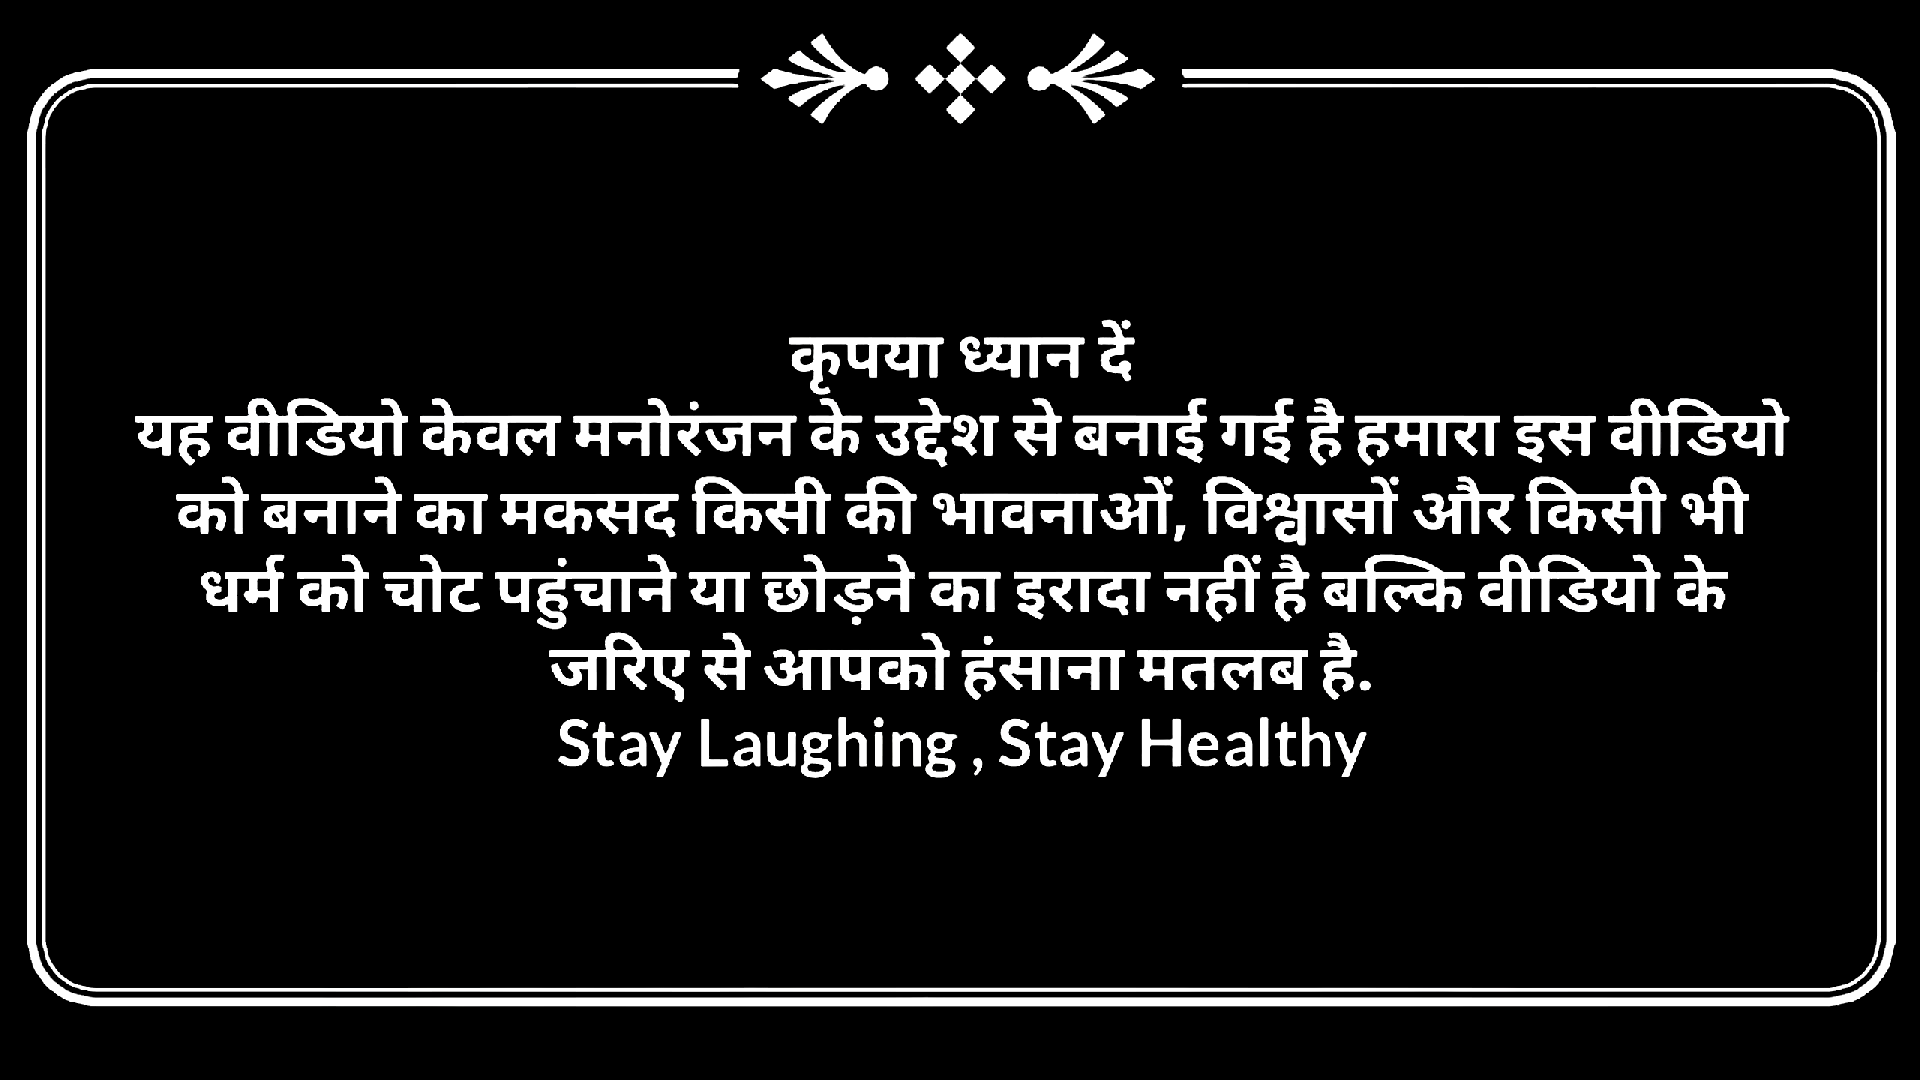 कृपया ध्यान दें
यह वीडियो केवल मनोरंजन के उद्देश से बनाई गई है हमारा इस वीडियो
को बनाने का मकसद किसी की भावनाओं, विश्वासों और किसी भी
धर्म को चोट पहुंचाने या छोड़ने का इरादा नहीं है बल्कि वीडियो के
जरिए से आपको हंसाना मतलब है.
Stay Laughing , Stay Healthy